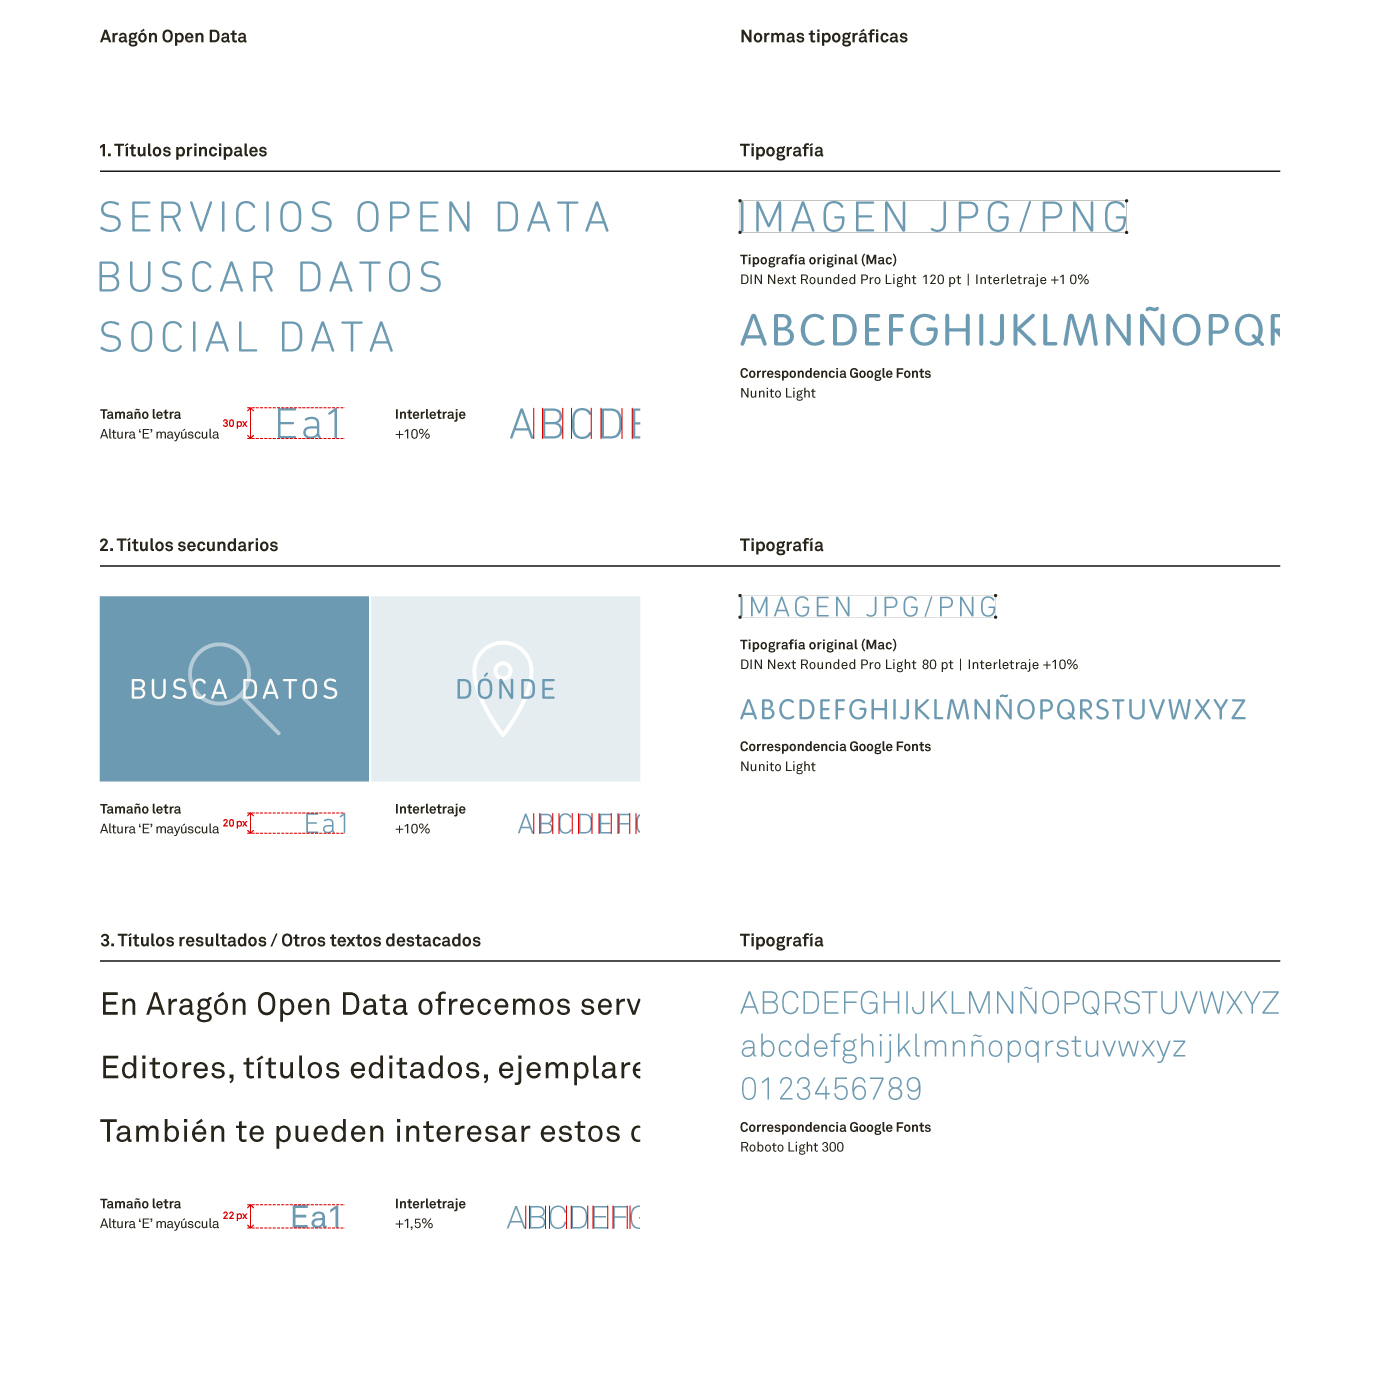 Aragón Open Data
Normas tipográficas
1. Títulos principales
Tipografía
SERVICIOS OPEN DATA
BUSCAR DATOS
SOCIAL DATA
IMAGEN JPG/PNG
Tipografia original (Mac)
DIN Next Rounded Pro Light 120 pt | Interletraje +1 0%
ABCDEFGHIJKLMNÑOPQR
Correspondencia Google Fonts
Nunito Light
Tamaño letra
Altura ‘E’ mayúscula
30 px
Ea1
Interletraje
+10%
ABCDE
2. Títulos secundarios
Tipografía
BUSCA DATOS
DÓNDE
IMAGEN JPG/PNG
Tipografia original (Mac)
DIN Next Rounded Pro Light 80 pt | Interletraje +10%
ABCDEFGHIJKLMNÑOPQRSTUVWXYZ
Correspondencia Google Fonts
Nunito Light
Tamaño letra
Altura ‘E’ mayúscula
20 px
Ea1
Interletraje
+10%
ABCDEFG
3. Títulos resultados / Otros textos destacados
Tipografía
En Aragón Open Data ofrecemos serv
Editores, títulos editados, ejemplare
También te pueden interesar estos
ABCDEFGHIJKLMNÑOPQRSTUVWXYZ
abcdefghijklmnñopqrstuvwxyz
0123456789
Correspondencia Google Fonts
Roboto Light 300
Tamaño letra
Altura ‘E’ mayúscula
22 px
Ea1
Interletraje
+1,5%
ABCDEFG